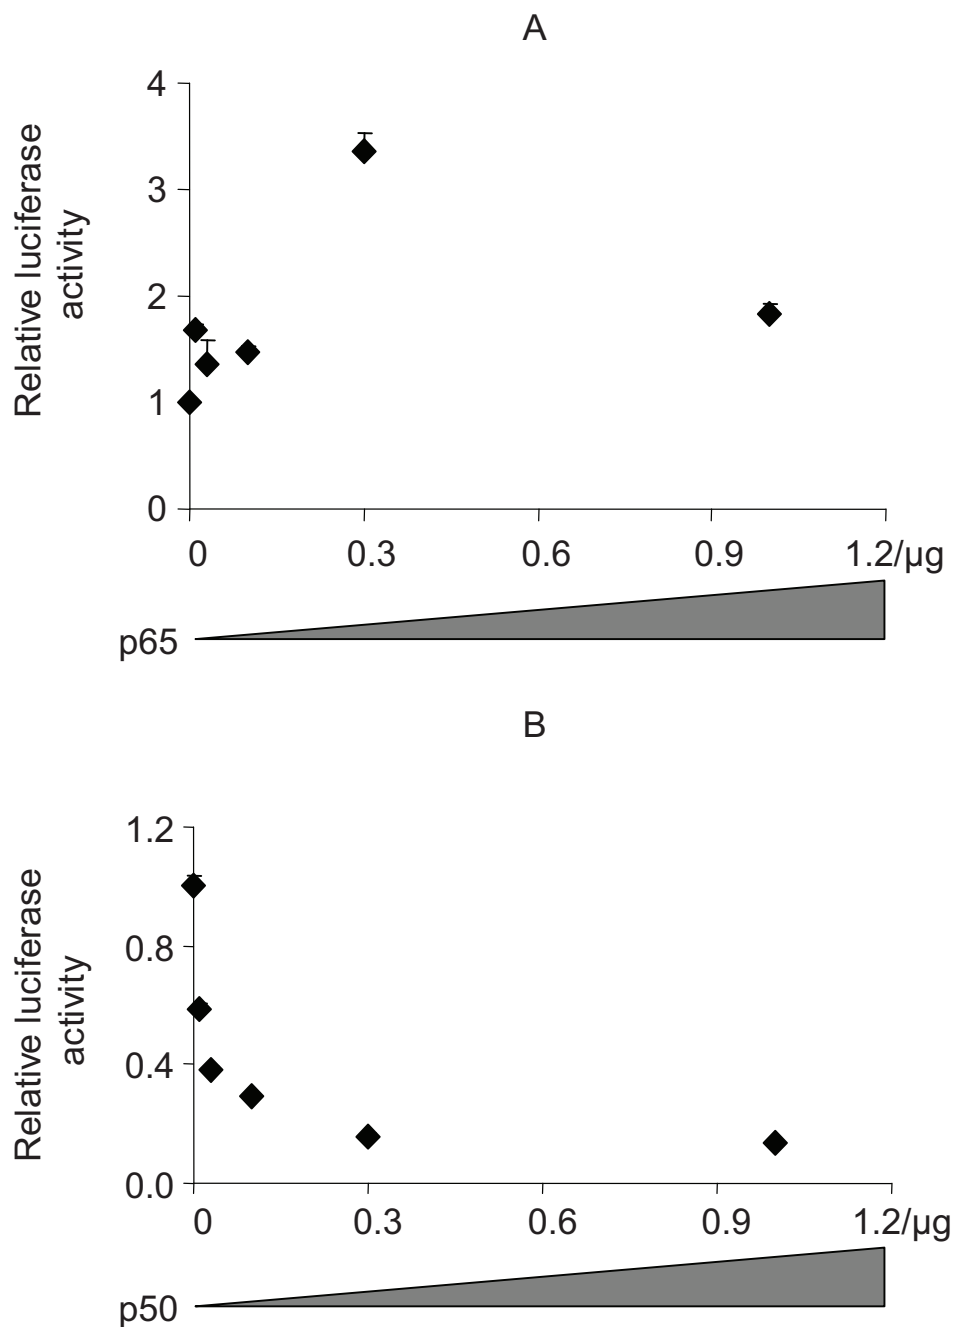 A
Relative luciferase
activity
4
3
2
1
0
0 0.3 0.6 0.9 1.2/μg
p65
B
Relative luciferase
activity
1.2
0.8
0.4
0.0
0 0.3 0.6 0.9 1.2/μg
p50